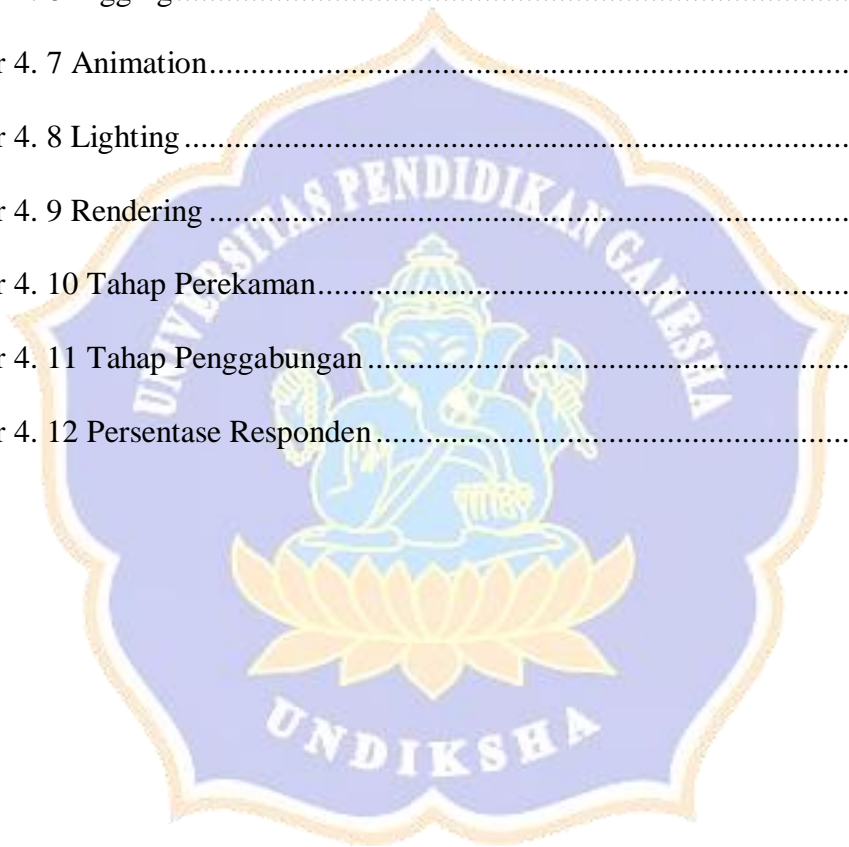 r 4. 7 Animation....................................................................................
r 4. 8 Lighting.......................................................................................
r 4. 9 Rendering....................................................................................
r 4. 10 Tahap Perekaman.....................................................................
r 4. 11 Tahap Penggabungan................................................................
r 4. 12 Persentase Responden...............................................................
UNIVERSITAS PENDIDIKAN GANESHA
UNDIKSHA